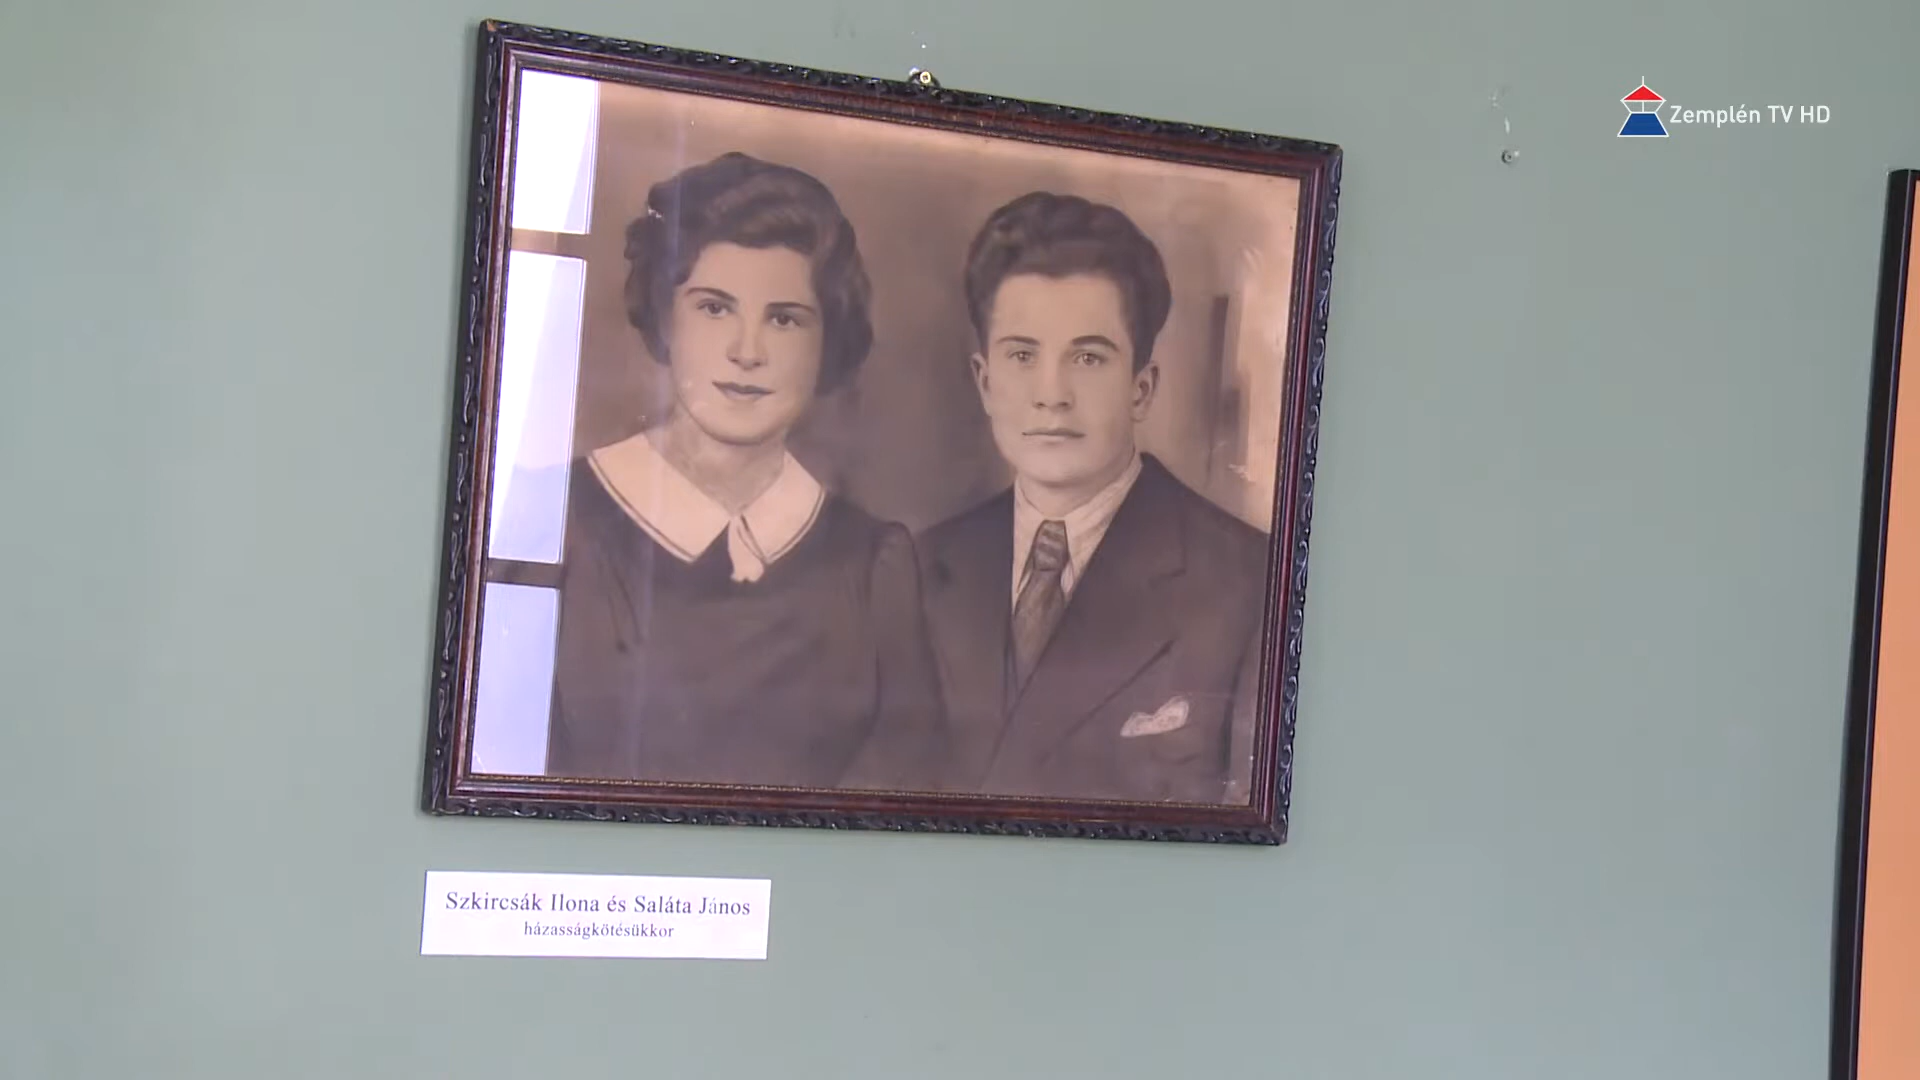 Zemplén TV HD
Szkircsák Ilona és Saláta János
házasságkötésükkor